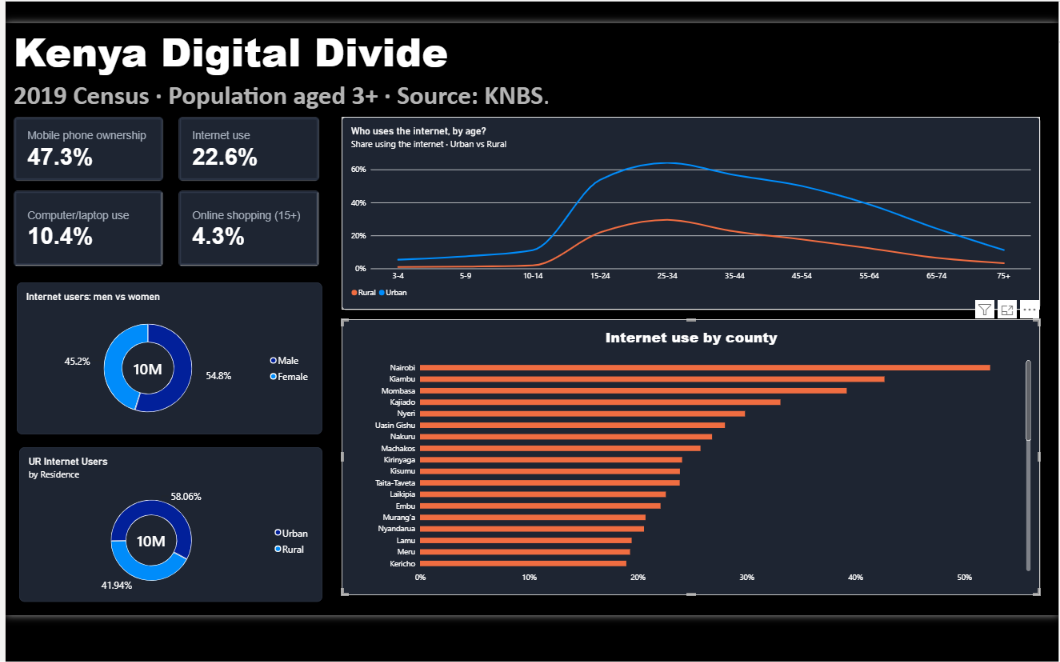 Kenya Digital Divide
2019 Census · Population aged 3+ · Source: KNBS.
Mobile phone ownership
47.3%
Internet use
22.6%
Computer/laptop use
10.4%
Online shopping (15+)
4.3%
Internet users: men vs women
45.2%
10M
54.8%
Male
Female
UR Internet Users
by Residence
58.06%
10M
41.94%
Urban
Rural
Who uses the internet, by age?
Share using the internet · Urban vs Rural
60%
40%
20%
0%
3-4 5-9 10-14 15-24 25-34 35-44 45-54 55-64 65-74 75+
Rural Urban
Internet use by county
Nairobi
Kiambu
Mombasa
Kajiado
Nyeri
Uasin Gishu
Nakuru
Machakos
Kirinyaga
Kisumu
Taita-Taveta
Laikipia
Embu
Murang'a
Nyandarua
Lamu
Meru
Kericho
0% 10% 20% 30% 40% 50%